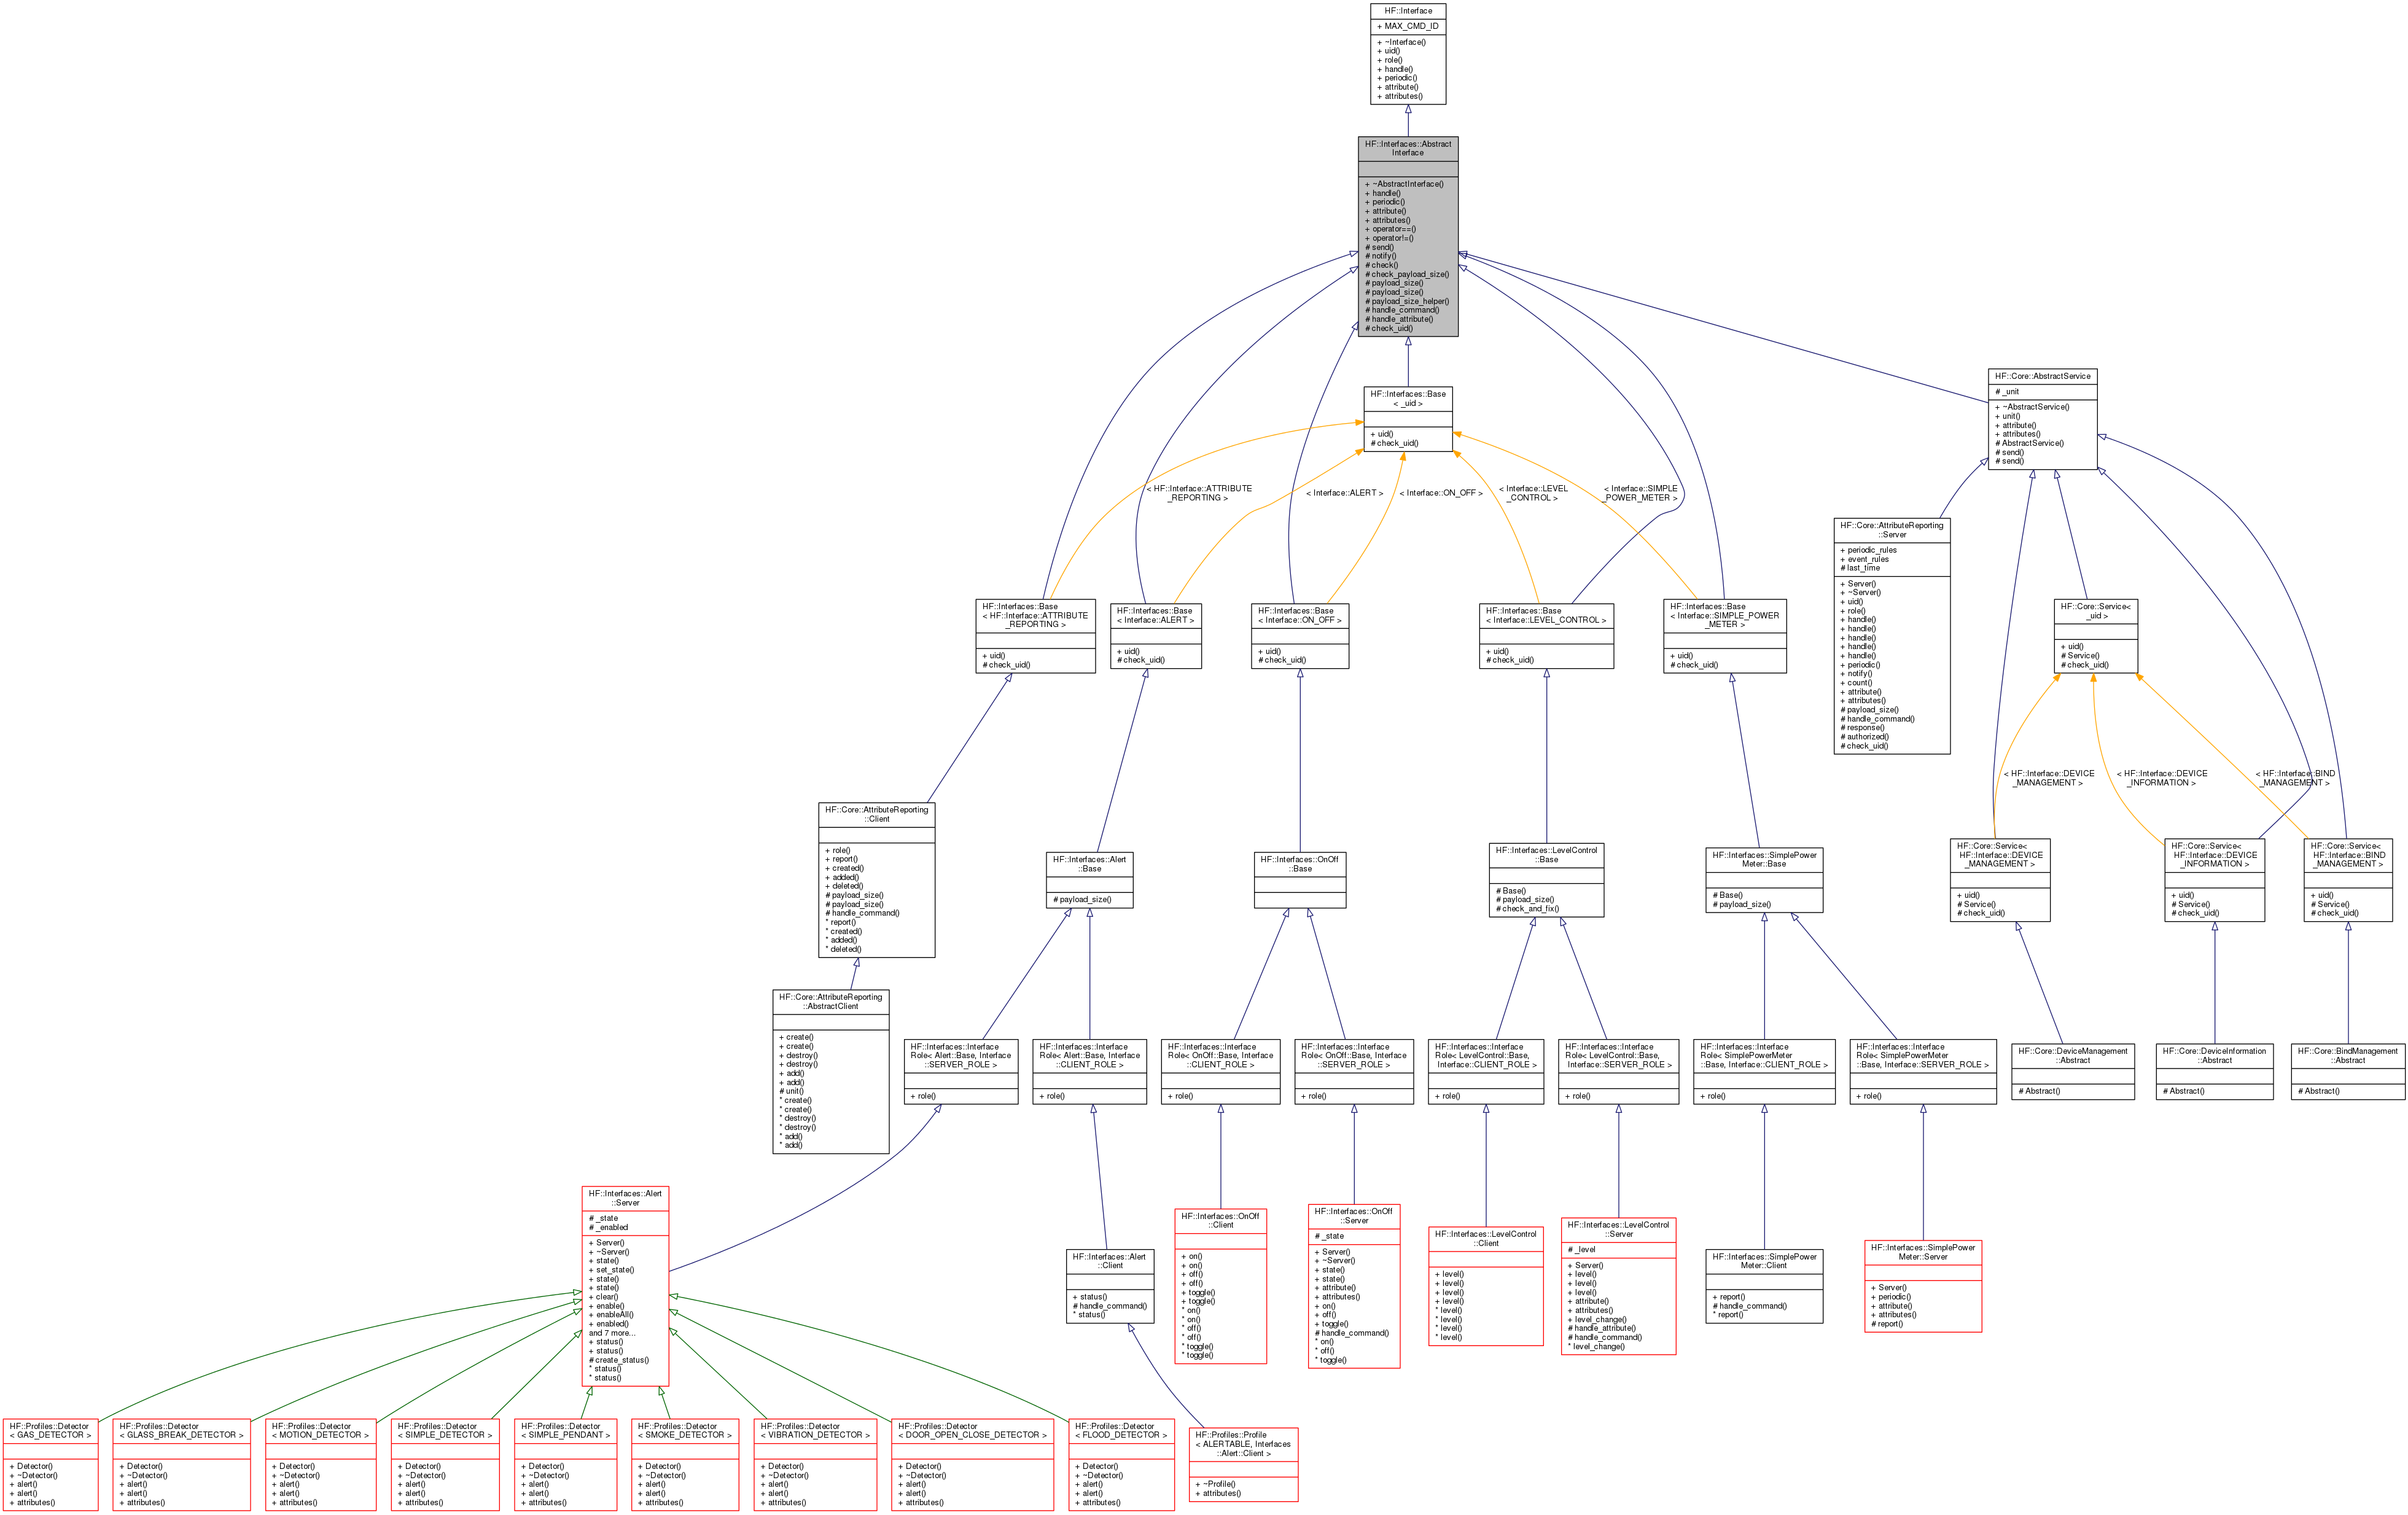 HF::Interface
+ MAX_CMD_ID
+ ~Interface()
+ uid()
+ role()
+ handle()
+ periodic()
+ attribute()
+ attributes()
HF::Interfaces::Abstract
Interface
+ ~AbstractInterface()
+ handle()
+ periodic()
+ attribute()
+ attributes()
+ operator==()
+ operator!=()
# send()
# notify()
# check()
# check_payload_size()
# payload_size()
# payload_size()
# payload_size_helper()
# handle_command()
# handle_attribute()
# check_uid()
HF::Interfaces::Base
< _uid >
+ uid()
# check_uid()
HF::Core::AbstractService
# _unit
+ ~AbstractService()
+ unit()
+ attribute()
+ attributes()
# AbstractService()
# send()
# send()
< HF::Interface::ATTRIBUTE
_REPORTING >
< Interface::ALERT >
< Interface::ON_OFF >
< Interface::LEVEL
_CONTROL >
< Interface::SIMPLE
_POWER_METER >
HF::Core::AttributeReporting
::Server
+ periodic_rules
+ event_rules
# last_time
+ Server()
+ ~Server()
+ uid()
+ role()
+ handle()
+ handle()
+ handle()
+ handle()
+ handle()
+ periodic()
+ notify()
+ count()
+ attribute()
+ attributes()
# payload_size()
# handle_command()
# response()
# authorized()
# check_uid()
HF::Interfaces::Base
< HF::Interface::ATTRIBUTE
_REPORTING >
+ uid()
# check_uid()
HF::Interfaces::Base
< Interface::ALERT >
+ uid()
# check_uid()
HF::Interfaces::Base
< Interface::ON_OFF >
+ uid()
# check_uid()
HF::Interfaces::Base
< Interface::LEVEL_CONTROL >
+ uid()
# check_uid()
HF::Interfaces::Base
< Interface::SIMPLE_POWER
_METER >
+ uid()
# check_uid()
HF::Core::Service<
_uid >
+ uid()
# Service()
# check_uid()
< HF::Interface::DEVICE
_MANAGEMENT >
< HF::Interface::DEVICE
_INFORMATION >
< HF::Interface::BIND
_MANAGEMENT >
HF::Core::AttributeReporting
::Client
+ role()
+ report()
+ created()
+ added()
+ deleted()
# payload_size()
# payload_size()
# handle_command()
* report()
* created()
* added()
* deleted()
HF::Interfaces::Alert
::Base
# payload_size()
HF::Interfaces::OnOff
::Base
HF::Interfaces::LevelControl
::Base
# Base()
# payload_size()
# check_and_fix()
HF::Interfaces::SimplePower
Meter::Base
# Base()
# payload_size()
HF::Core::Service<
HF::Interface::DEVICE
_MANAGEMENT >
+ uid()
# Service()
# check_uid()
HF::Core::Service<
HF::Interface::DEVICE
_INFORMATION >
+ uid()
# Service()
# check_uid()
HF::Core::Service<
HF::Interface::BIND
_MANAGEMENT >
+ uid()
# Service()
# check_uid()
HF::Core::AttributeReporting
::AbstractClient
+ create()
+ create()
+ destroy()
+ destroy()
+ add()
+ add()
# unit()
* create()
* create()
* destroy()
* destroy()
* add()
* add()
HF::Interfaces::Interface
Role< Alert::Base, Interface
::SERVER_ROLE >
+ role()
HF::Interfaces::Interface
Role< Alert::Base, Interface
::CLIENT_ROLE >
+ role()
HF::Interfaces::Interface
Role< OnOff::Base, Interface
::CLIENT_ROLE >
+ role()
HF::Interfaces::Interface
Role< OnOff::Base, Interface
::SERVER_ROLE >
+ role()
HF::Interfaces::Interface
Role< LevelControl::Base,
Interface::CLIENT_ROLE >
+ role()
HF::Interfaces::Interface
Role< LevelControl::Base,
Interface::SERVER_ROLE >
+ role()
HF::Interfaces::Interface
Role< SimplePowerMeter
::Base, Interface::CLIENT_ROLE >
+ role()
HF::Interfaces::Interface
Role< SimplePowerMeter
::Base, Interface::SERVER_ROLE >
+ role()
HF::Core::DeviceManagement
::Abstract
# Abstract()
HF::Core::DeviceInformation
::Abstract
# Abstract()
HF::Core::BindManagement
::Abstract
# Abstract()
HF::Interfaces::Alert
::Server
# _state
# _enabled
+ Server()
+ ~Server()
+ state()
+ set_state()
+ state()
+ state()
+ clear()
+ enable()
+ enableAll()
+ enabled()
and 7 more...
+ status()
+ status()
# create_status()
* status()
* status()
HF::Interfaces::Alert
::Client
+ status()
# handle_command()
* status()
HF::Interfaces::OnOff
::Client
+ on()
+ on()
+ off()
+ off()
+ toggle()
+ toggle()
* on()
* on()
* off()
* off()
* toggle()
* toggle()
HF::Interfaces::OnOff
::Server
# _state
+ Server()
+ ~Server()
+ state()
+ state()
+ attribute()
+ attributes()
+ on()
+ off()
+ toggle()
# handle_command()
* on()
* off()
* toggle()
HF::Interfaces::LevelControl
::Client
+ level()
+ level()
+ level()
+ level()
* level()
* level()
* level()
* level()
HF::Interfaces::LevelControl
::Server
# _level
+ Server()
+ level()
+ level()
+ level()
+ attribute()
+ attributes()
+ level_change()
# handle_attribute()
# handle_command()
* level_change()
HF::Interfaces::SimplePower
Meter::Client
+ report()
# handle_command()
* report()
HF::Interfaces::SimplePower
Meter::Server
+ Server()
+ periodic()
+ attribute()
+ attributes()
# report()
HF::Profiles::Detector
< GAS_DETECTOR >
+ Detector()
+ ~Detector()
+ alert()
+ alert()
+ attributes()
HF::Profiles::Detector
< GLASS_BREAK_DETECTOR >
+ Detector()
+ ~Detector()
+ alert()
+ alert()
+ attributes()
HF::Profiles::Detector
< MOTION_DETECTOR >
+ Detector()
+ ~Detector()
+ alert()
+ alert()
+ attributes()
HF::Profiles::Detector
< SIMPLE_DETECTOR >
+ Detector()
+ ~Detector()
+ alert()
+ alert()
+ attributes()
HF::Profiles::Detector
< SIMPLE_PENDANT >
+ Detector()
+ ~Detector()
+ alert()
+ alert()
+ attributes()
HF::Profiles::Detector
< SMOKE_DETECTOR >
+ Detector()
+ ~Detector()
+ alert()
+ alert()
+ attributes()
HF::Profiles::Detector
< VIBRATION_DETECTOR >
+ Detector()
+ ~Detector()
+ alert()
+ alert()
+ attributes()
HF::Profiles::Detector
< DOOR_OPEN_CLOSE_DETECTOR >
+ Detector()
+ ~Detector()
+ alert()
+ alert()
+ attributes()
HF::Profiles::Detector
< FLOOD_DETECTOR >
+ Detector()
+ ~Detector()
+ alert()
+ alert()
+ attributes()
HF::Profiles::Profile
< ALERTABLE, Interfaces
::Alert::Client >
+ ~Profile()
+ attributes()